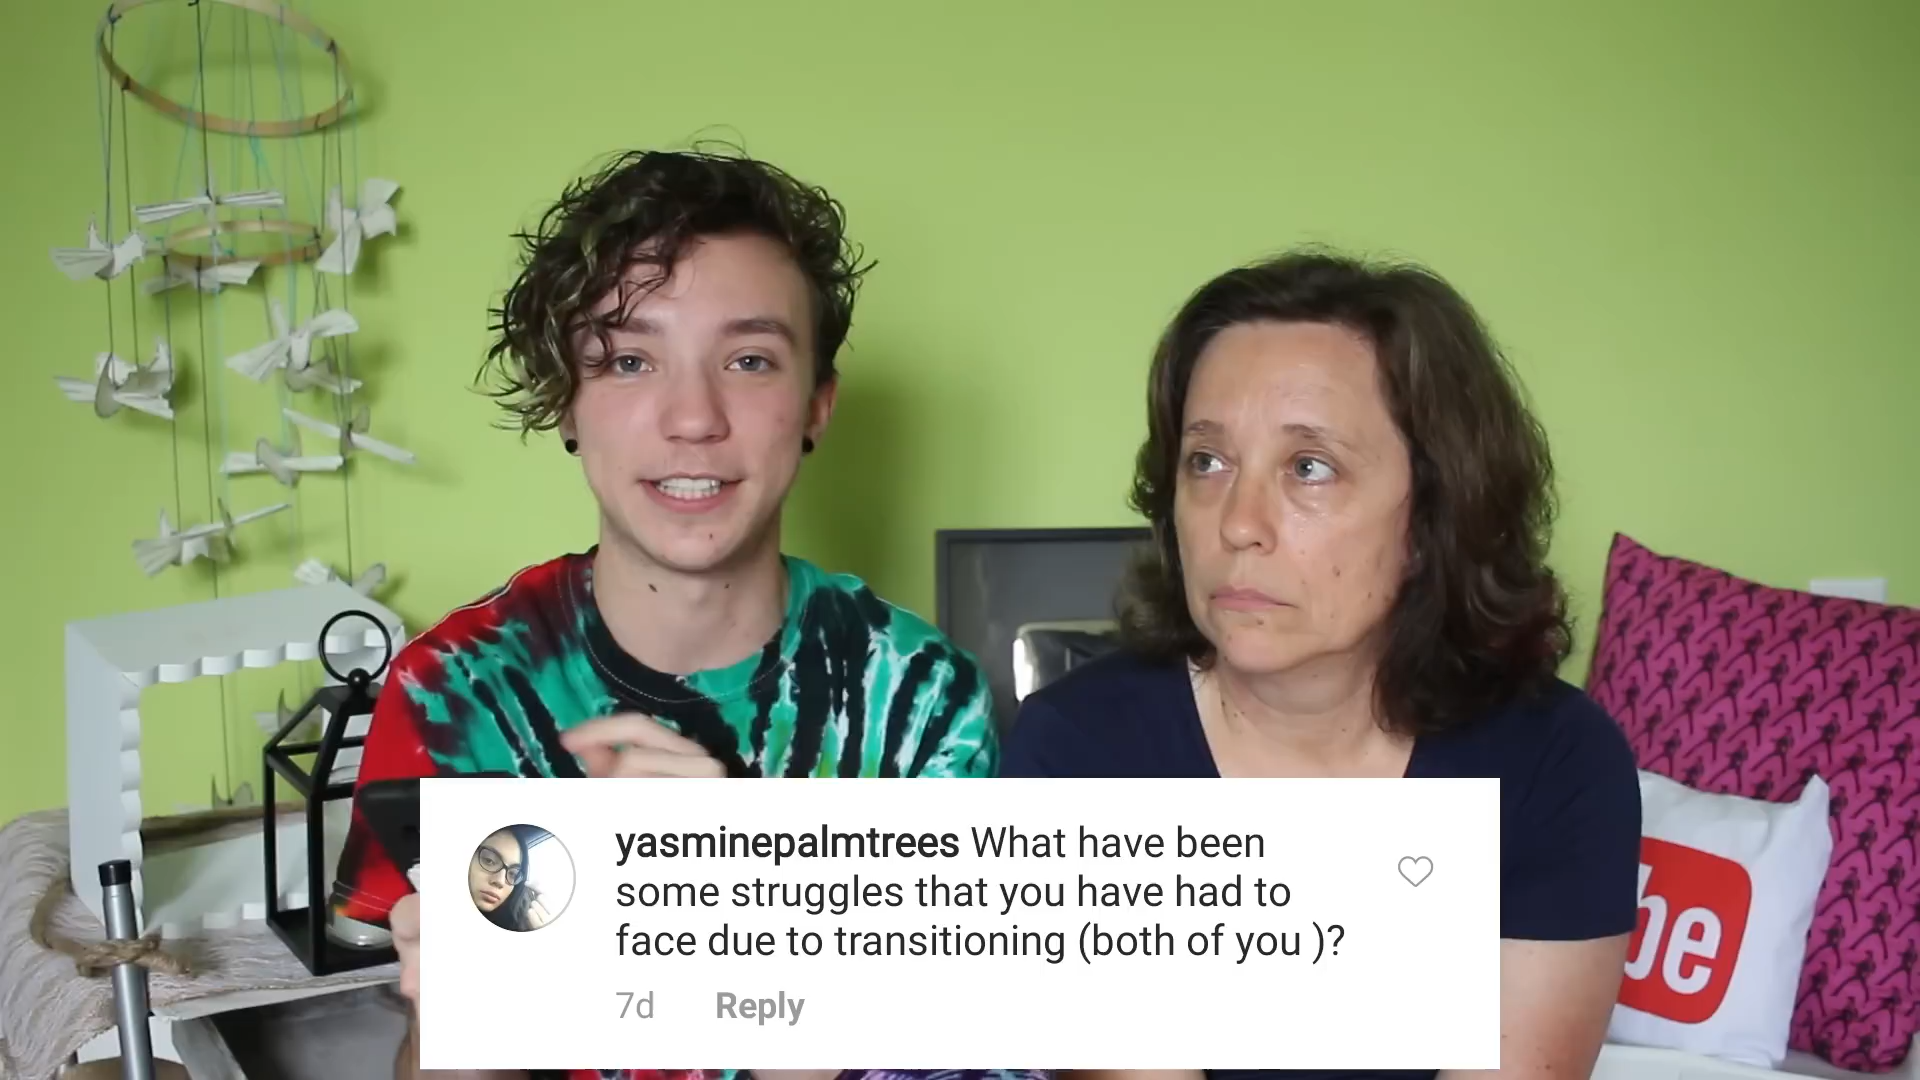 yasminepalmtrees What have been
some struggles that you have had to
face due to transitioning (both of you )?
7d Reply
be